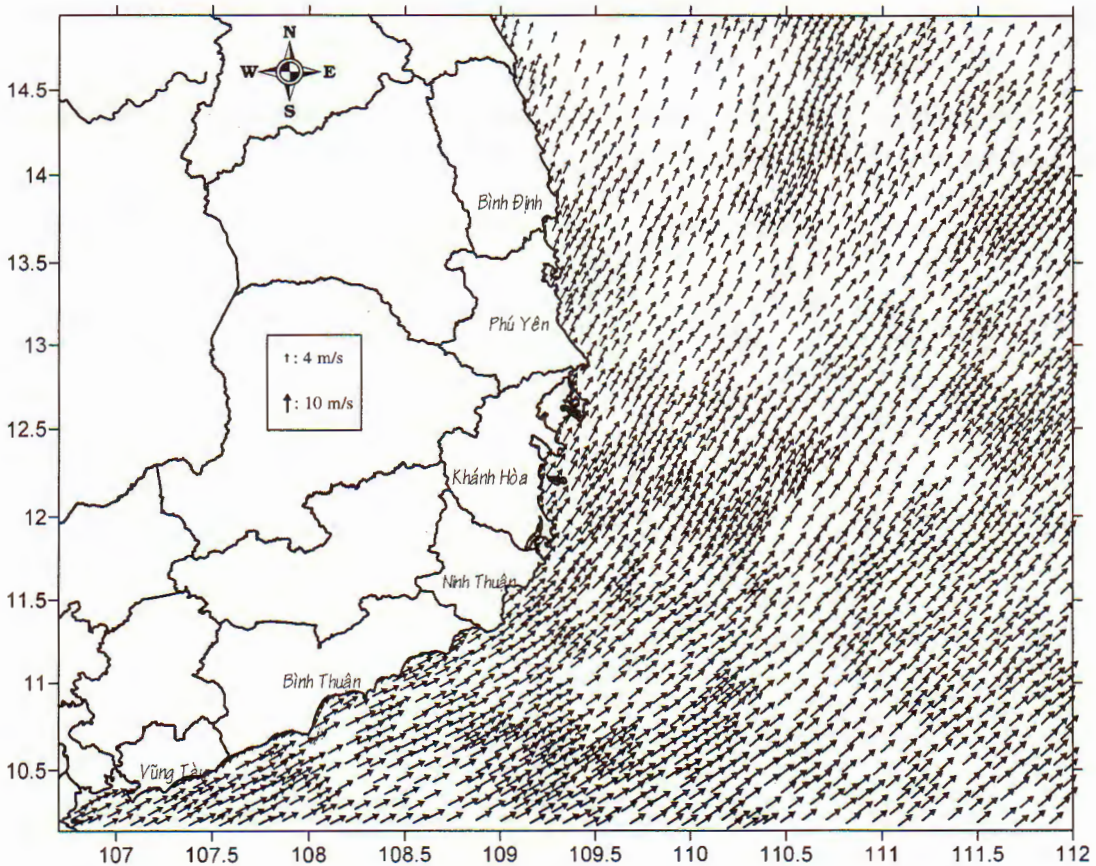 N
W E
S
14.5
14
13.5
13
12.5
12
11.5
11
10.5
Bình Định
Phú Yên
↑: 4 m/s
↑: 10 m/s
Khánh Hòa
Ninh Thuận
Bình Thuận
Vũng Tàu
107 107.5 108 108.5 109 109.5 110 110.5 111 111.5 112